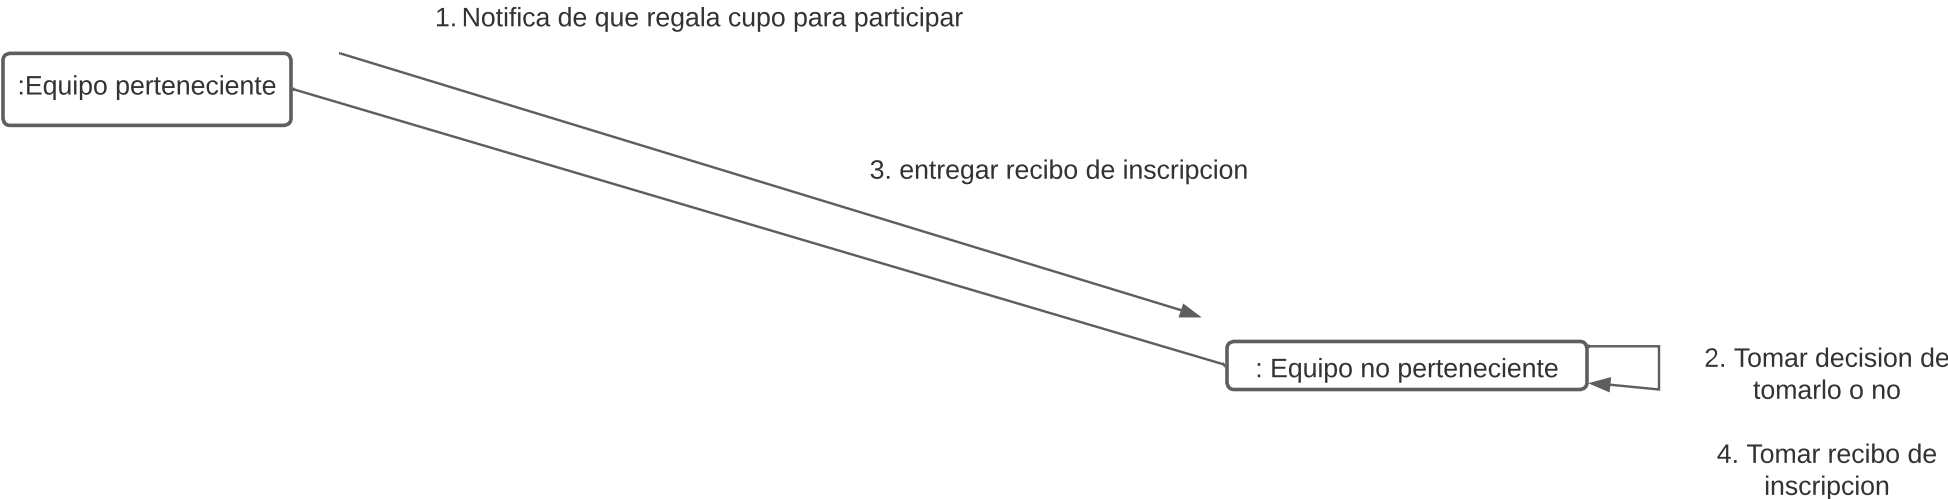 1. Notifica de que regala cupo para participar
:Equipo perteneciente
3. entregar recibo de inscripcion
: Equipo no perteneciente
2. Tomar decision de
tomarlo o no
4. Tomar recibo de
inscripcion